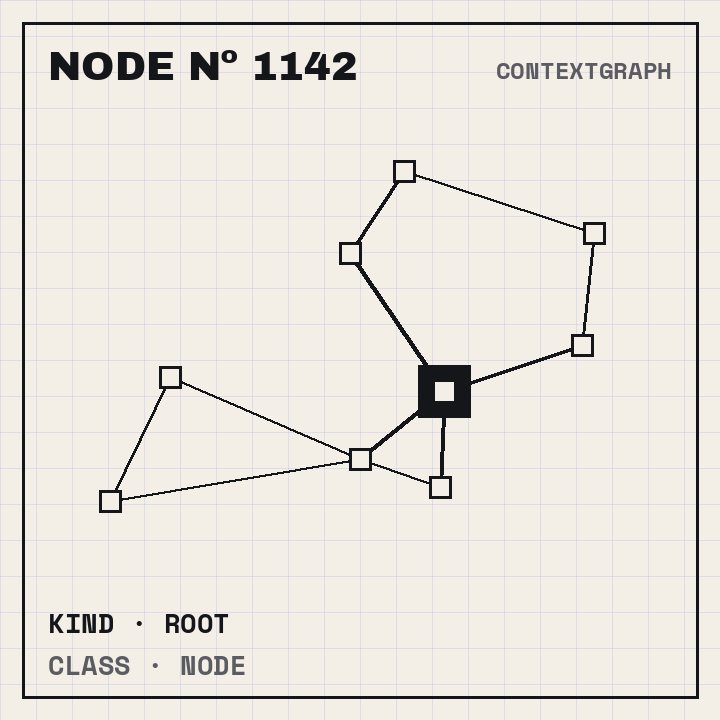 NODE Nº 1142
CONTEXTGRAPH
KIND · ROOT
CLASS · NODE